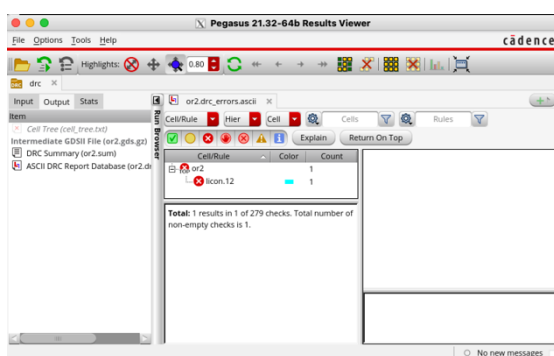 Pegasus 21.32-64b Results Viewer
File Options Tools Help
cādence
Highlights: 0.80
drc
Input Output Stats
or2.drc_errors.ascii
Item
Cell Tree (cell_tree.txt)
Intermediate GDSII File (or2.gds.gz)
DRC Summary (or2.sum)
ASCII DRC Report Database (or2.dr
Run Browser
Cell/Rule Hier Cell Cells Rules
Explain Return On Top
Cell/Rule Color Count
or2 1
licon.12 1
Total: 1 results in 1 of 279 checks. Total number of
non-empty checks is 1.
No new messages